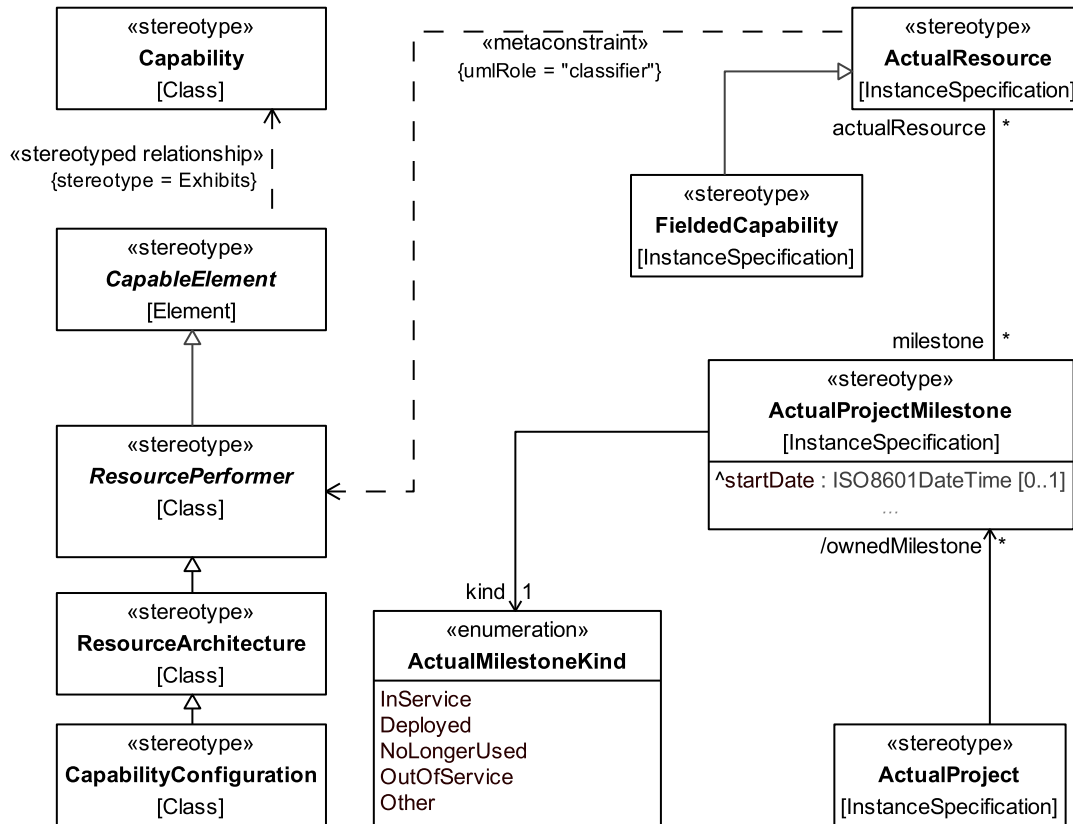 «stereotype»
Capability
[Class]
«stereotyped relationship»
{stereotype = Exhibits}
«stereotype»
CapableElement
[Element]
«stereotype»
ResourcePerformer
[Class]
«stereotype»
ResourceArchitecture
[Class]
«stereotype»
CapabilityConfiguration
[Class]
«metaconstraint»
{umlRole = "classifier"}
«stereotype»
ActualResource
[InstanceSpecification]
actualResource *
«stereotype»
FieldedCapability
[InstanceSpecification]
milestone *
«stereotype»
ActualProjectMilestone
[InstanceSpecification]
^startDate : ISO8601DateTime [0..1]
...
/ownedMilestone *
kind 1
«enumeration»
ActualMilestoneKind
InService
Deployed
NoLongerUsed
OutOfService
Other
«stereotype»
ActualProject
[InstanceSpecification]